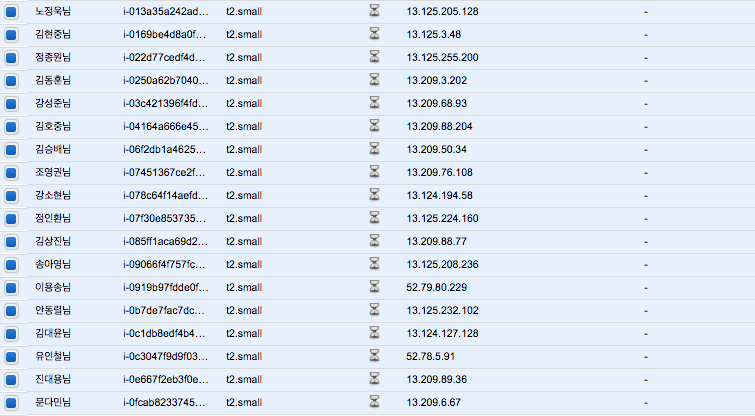 노정욱님 i-013a35a242ad... t2.small 13.125.205.128 -
김현중님 i-0169be4d8a0f... t2.small 13.125.3.48 -
정종원님 i-022d77cedf4d... t2.small 13.125.255.200 -
김동훈님 i-0250a62b7040... t2.small 13.209.3.202 -
강성준님 i-03c421396f4fd... t2.small 13.209.68.93 -
김호중님 i-04164a666e45... t2.small 13.209.88.204 -
김승배님 i-06f2db1a4625... t2.small 13.209.50.34 -
조영권님 i-07451367ce2f... t2.small 13.209.76.108 -
강소현님 i-078c64f14aefd... t2.small 13.124.194.58 -
정인환님 i-07f30e853735... t2.small 13.125.224.160 -
김상진님 i-085ff1aca69d2... t2.small 13.209.88.77 -
송아영님 i-09066f4f757fc... t2.small 13.125.208.236 -
이용송님 i-0919b97fdde0f... t2.small 52.79.80.229 -
안동렬님 i-0b7de7fac7dc... t2.small 13.125.232.102 -
김대윤님 i-0c1db8edf4b4... t2.small 13.124.127.128 -
유인철님 i-0c3047f9d9f03... t2.small 52.78.5.91 -
진대용님 i-0e667f2eb3f0e... t2.small 13.209.89.36 -
문다민님 i-0fcab8233745... t2.small 13.209.6.67 -